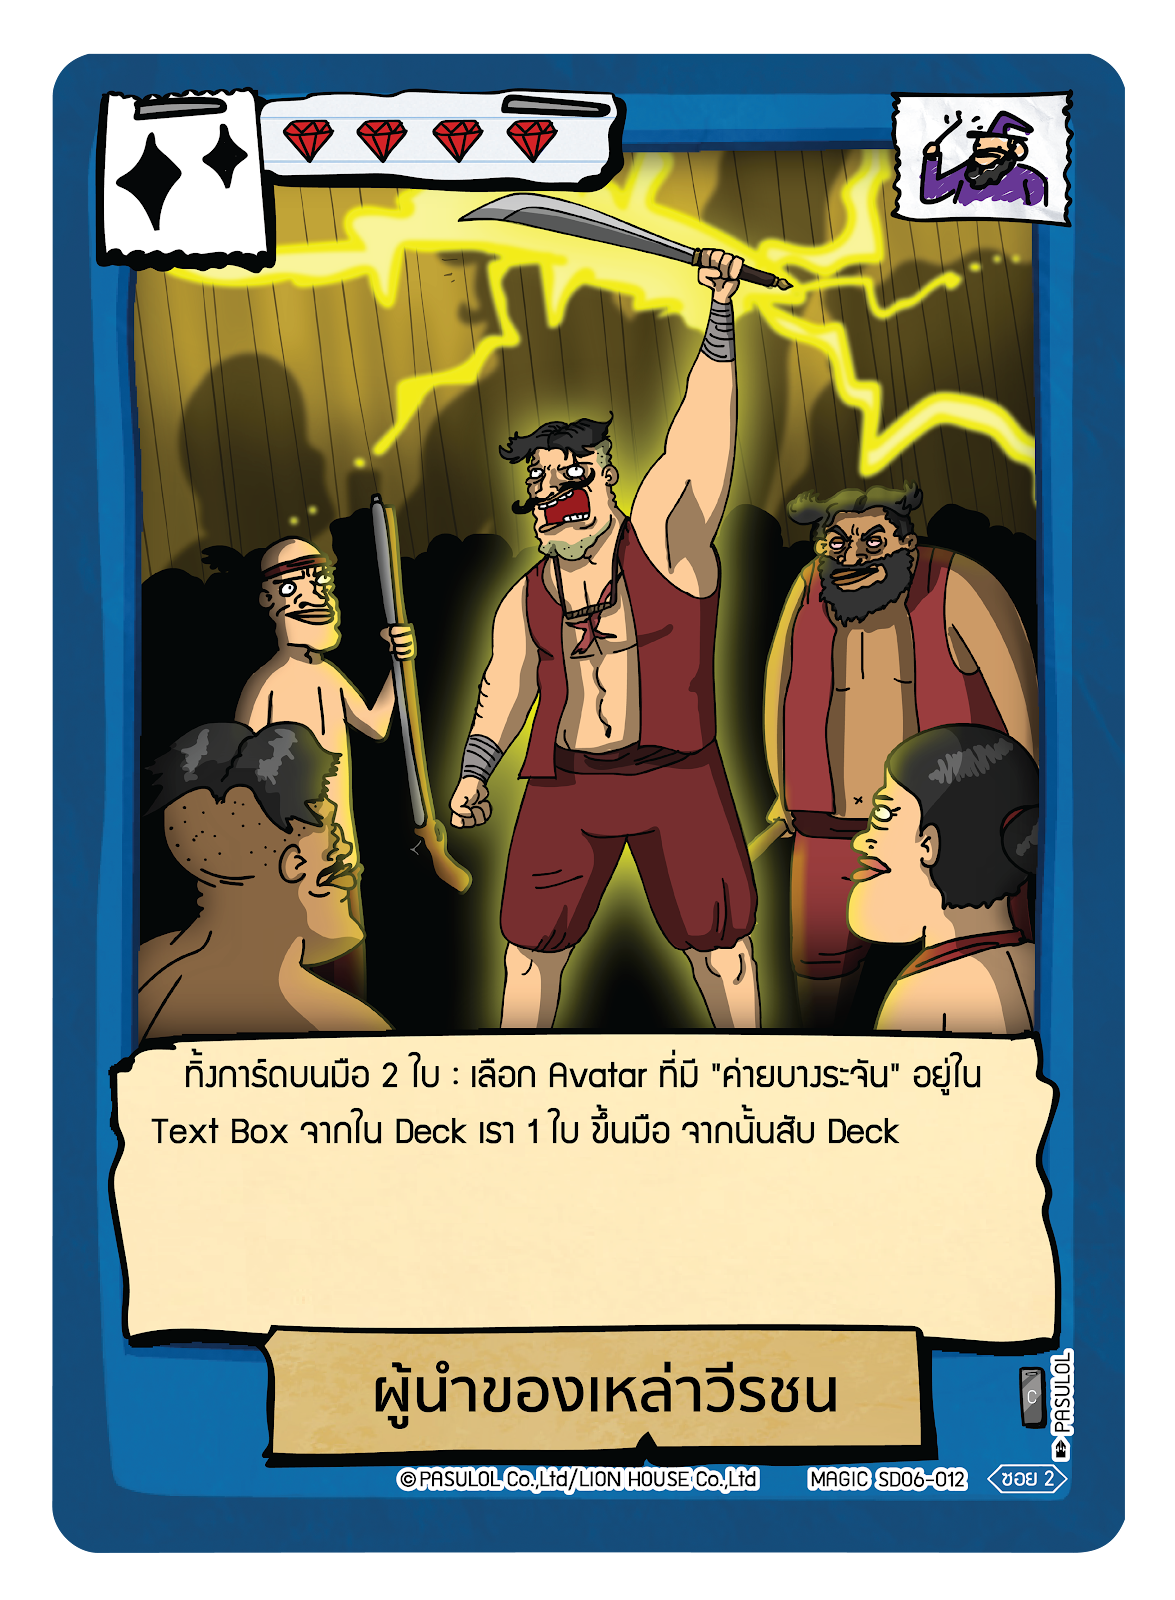 ทิ้งการ์ดบนมือ 2 ใบ : เลือก Avatar ที่มี "ค่ายบางระจัน" อยู่ใน
Text Box จากใน Deck เรา 1 ใบ ขึ้นมือ จากนั้นสับ Deck
ผู้นำของเหล่าวีรชน
C
PASULOL
©PASULOL Co.,Ltd/LION HOUSE Co.,Ltd MAGIC SD06-012 ซอย 2